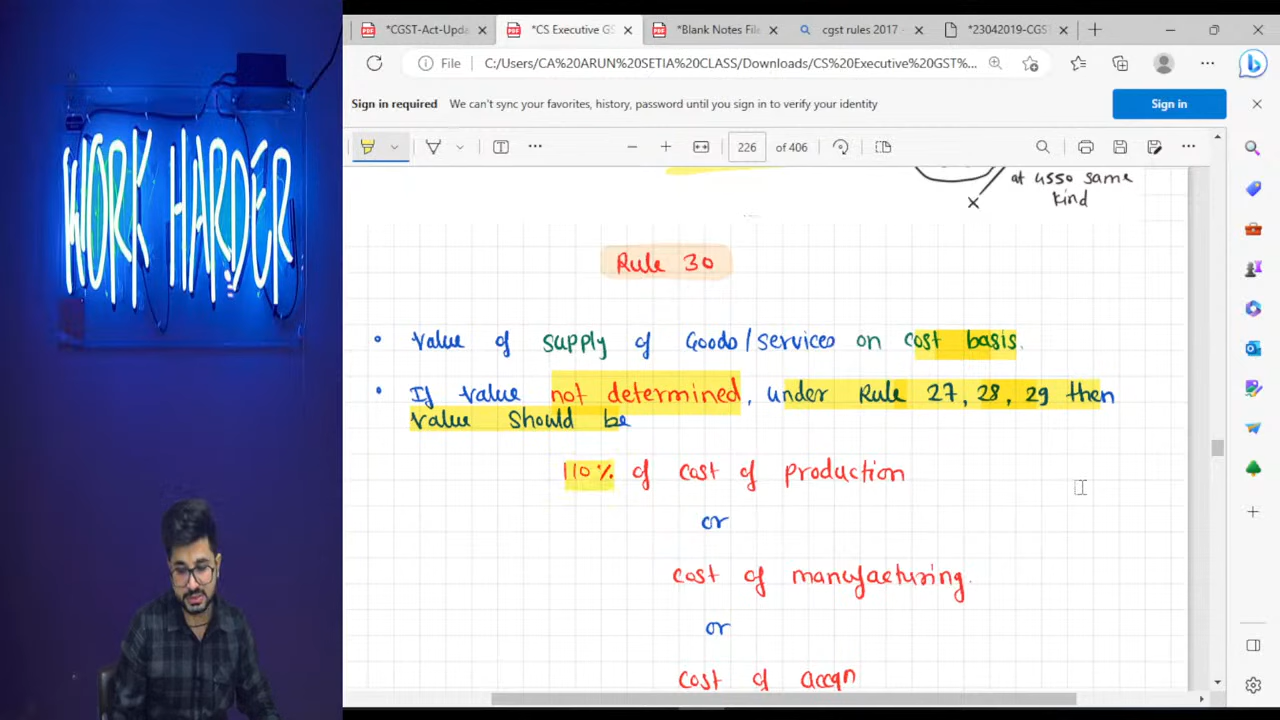 *CGST-Act-Upda
*CS Executive GS
*Blank Notes File
cgst rules 2017 -
*23042019-CGST
File
C:/Users/CA%20ARUN%20SETIA%20CLASS/Downloads/CS%20Executive%20GST%...
Sign in required
We can't sync your favorites, history, password until you sign in to verify your identity
Sign in
226 of 406
at same kind
Rule 30
• Value of supply of Goods/services on cost basis.
• If value not determined, under Rule 27, 28, 29 then
value should be
110% of cost of production
or
cost of manufacturing.
or
cost of accqn
WORK HARDER